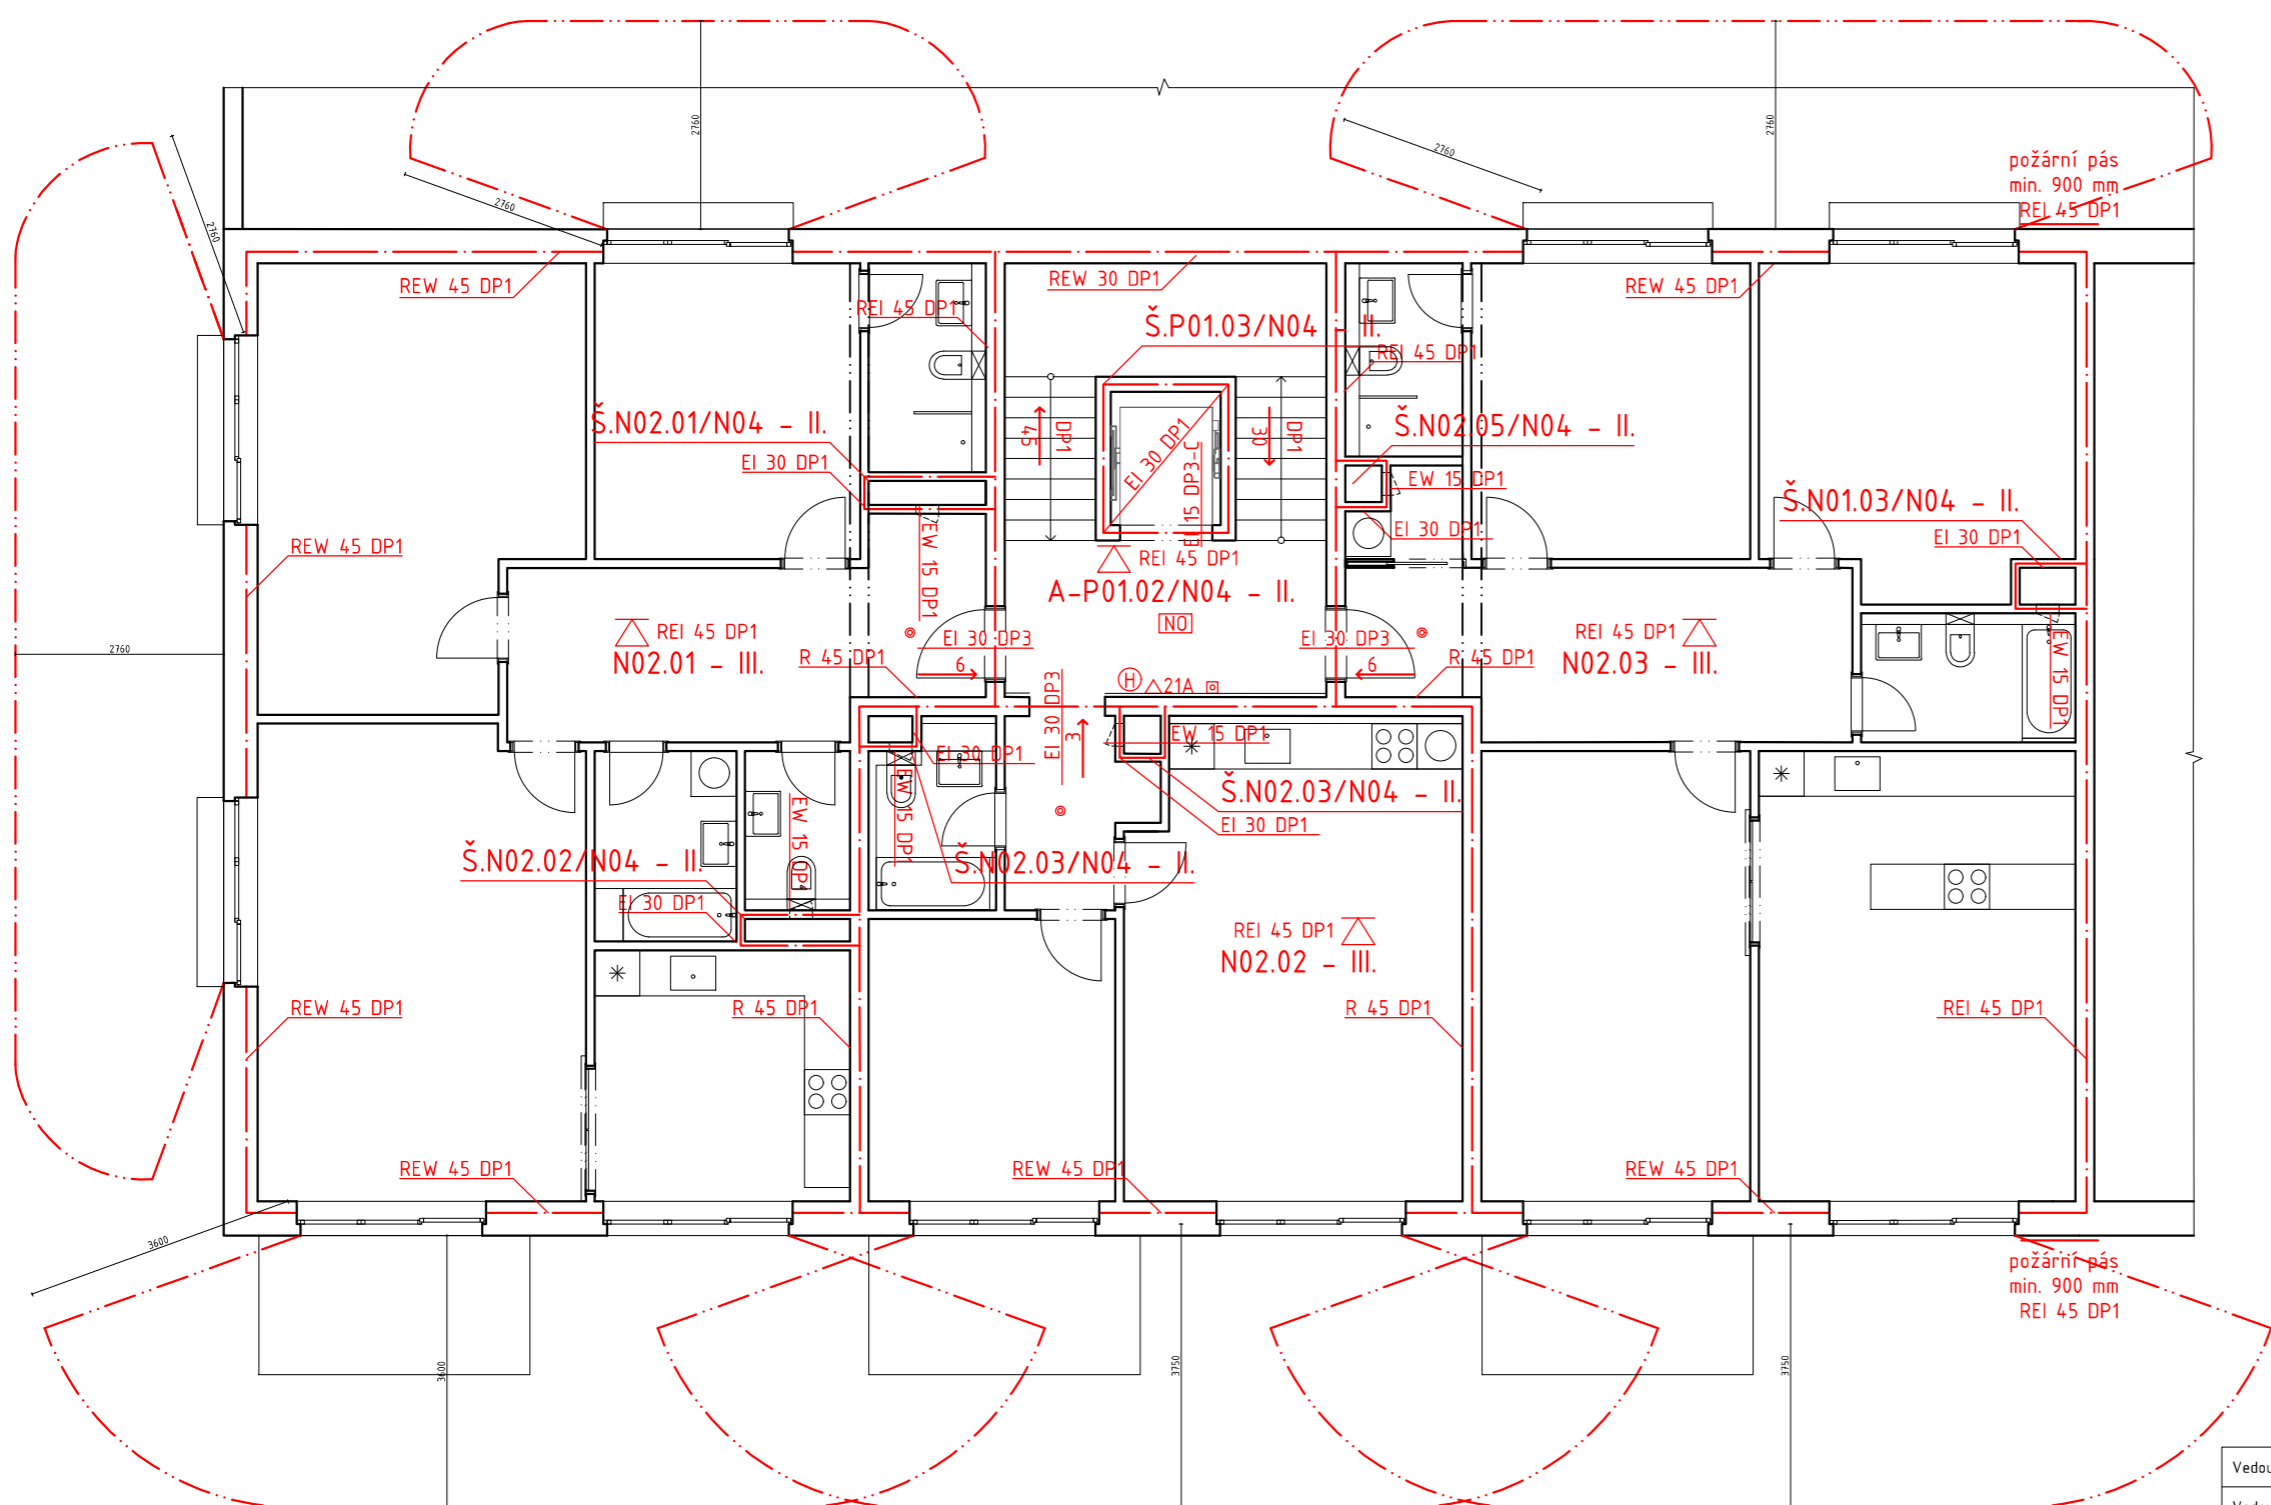 2760
2760
2760
2760
2760
2760
požární pás
min. 900 mm
REI 45 DP1
REW 45 DP1
REI 45 DP1
REW 30 DP1
Š.P01.03/N04 - II.
REI 45 DP1
REW 45 DP1
Š.N02.01/N04 - II.
EI 30 DP1
45
DP1
EI 30 DP1
EI 15 DP3-C
30
DP1
Š.N02.05/N04 - II.
EW 15 DP1
EI 30 DP1
Š.N01.03/N04 - II.
EI 30 DP1
REW 45 DP1
EW 15 DP1
REI 45 DP1
A-P01.02/N04 - II.
NO
REI 45 DP1
N02.01 - III.
EI 30 DP3
R 45 DP1
6
EI 30 DP3
R 45 DP1
6
REI 45 DP1
N02.03 - III.
EW 15 DP1
2760
H
21A
EI 30 DP3
3
EW 15 DP1
EI 30 DP1
EW 15 DP1
EW 15 DP1
Š.N02.03/N04 - II.
EI 30 DP1
Š.N02.02/N04 - II.
EI 30 DP1
Š.N02.03/N04 - II.
REI 45 DP1
N02.02 - III.
REW 45 DP1
R 45 DP1
R 45 DP1
REI 45 DP1
REW 45 DP1
REW 45 DP1
REW 45 DP1
3600
požární pás
min. 900 mm
REI 45 DP1
3600
3750
3750
Vedou